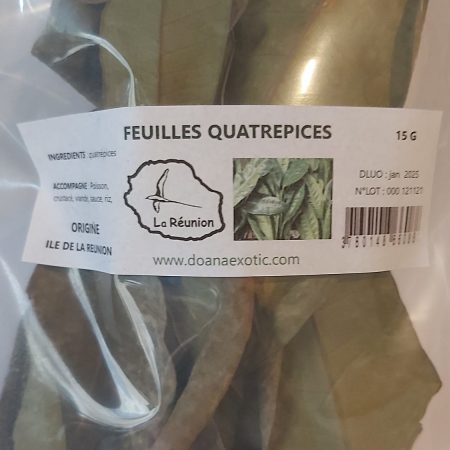 FEUILLES QUATREPICES
15 G
INGREDIENTS quatrepices
ACCOMPAGNE Poisson,
crustacé, viande, sauce, riz,
ORIGINE
ILE DE LA REUNION
La Réunion
DLUO : jan 2025
N°LOT : 000 121121
www.doanaexotic.com